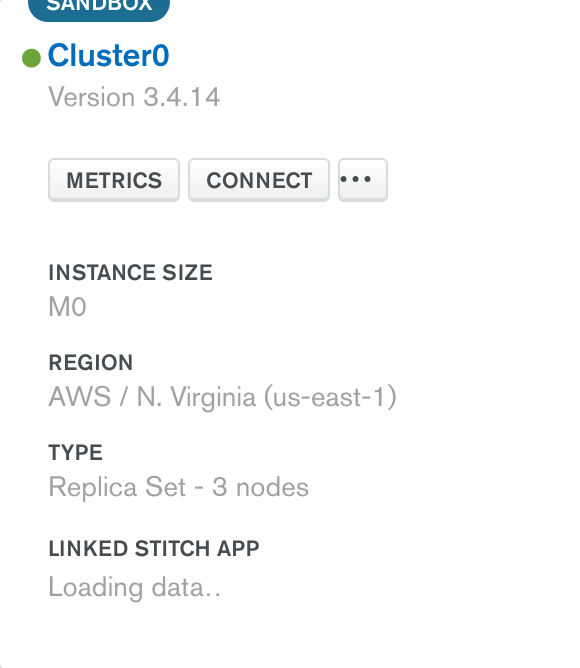 SANDBOX
Cluster0
Version 3.4.14
METRICS CONNECT •••
INSTANCE SIZE
M0
REGION
AWS / N. Virginia (us-east-1)
TYPE
Replica Set - 3 nodes
LINKED STITCH APP
Loading data..